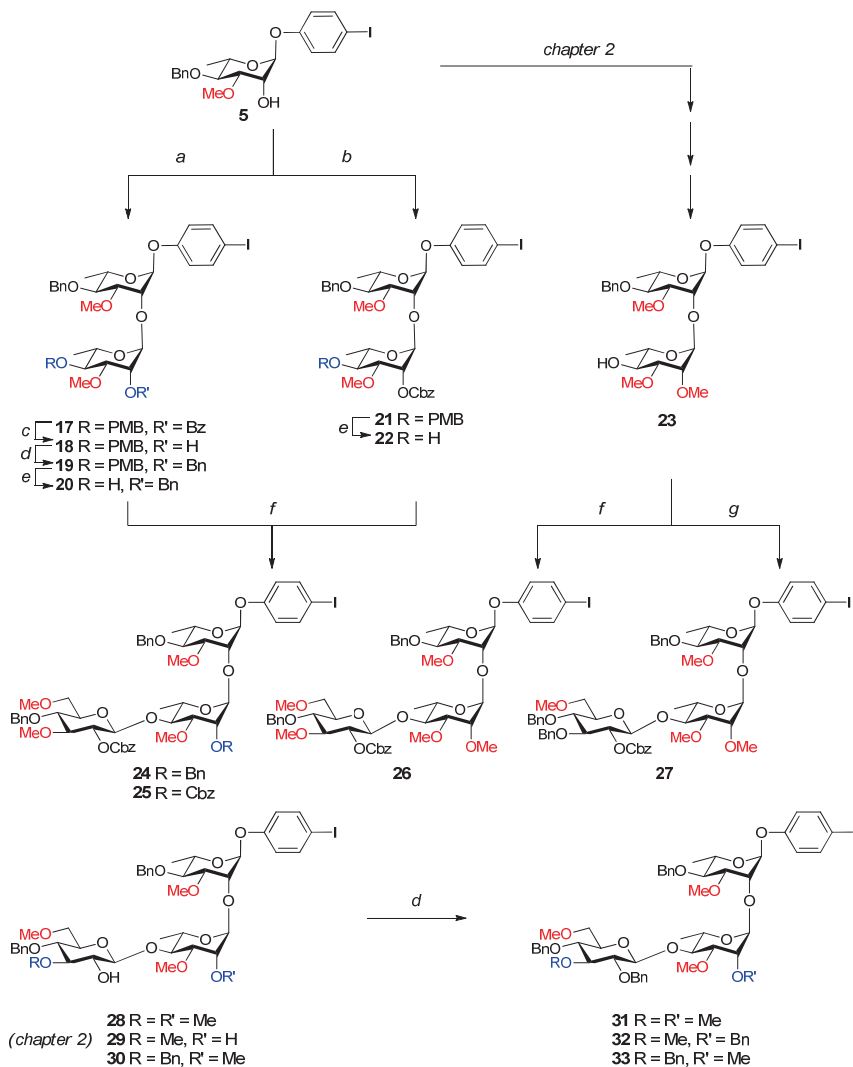 O
I
O
BnO
MeO
OH
5
chapter 2
a
b
O
I
O
BnO
MeO
O
O
RO
MeO
OR'
O
I
O
BnO
MeO
O
O
RO
MeO
OCbz
O
I
O
BnO
MeO
O
O
HO
MeO
OMe
c
17 R = PMB, R' = Bz
d
18 R = PMB, R' = H
e
19 R = PMB, R' = Bn
20 R = H, R'= Bn
e
21 R = PMB
22 R = H
23
f
f
g
O
I
O
BnO
MeO
O
MeO
O
O
BnO
O
MeO
OCbz
MeO
OR
O
I
O
BnO
MeO
O
MeO
O
O
BnO
O
MeO
OCbz
MeO
OMe
O
I
O
BnO
MeO
O
MeO
O
O
BnO
O
BnO
OCbz
MeO
OMe
24 R = Bn
25 R = Cbz
26
27
O
I
O
BnO
MeO
O
MeO
O
O
BnO
O
RO
OH
MeO
OR'
d
O
I
O
BnO
MeO
O
MeO
O
O
BnO
O
RO
OBn
MeO
OR'
28 R = R' = Me
(chapter 2) 29 R = Me, R' = H
30 R = Bn, R' = Me
31 R = R' = Me
32 R = Me, R' = Bn
33 R = Bn, R' = Me